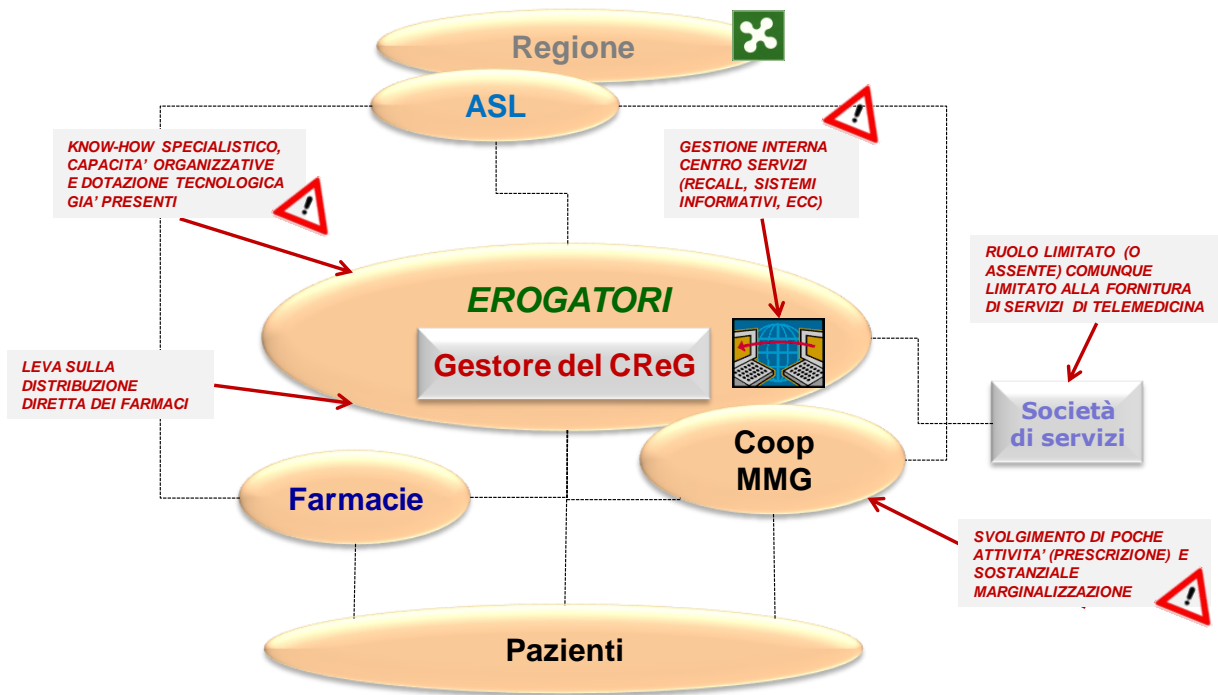 Regione
ASL
KNOW-HOW SPECIALISTICO,
CAPACITA' ORGANIZZATIVE
E DOTAZIONE TECNOLOGICA
GIA' PRESENTI
GESTIONE INTERNA
CENTRO SERVIZI
(RECALL, SISTEMI
INFORMATIVI, ECC)
RUOLO LIMITATO (O
ASSENTE) COMUNQUE
LIMITATO ALLA FORNITURA
DI SERVIZI DI TELEMEDICINA
EROGATORI
Gestore del CReG
LEVA SULLA
DISTRIBUZIONE
DIRETTA DEI FARMACI
Società
di servizi
Coop
MMG
Farmacie
SVOLGIMENTO DI POCHE
ATTIVITA' (PRESCRIZIONE) E
SOSTANZIALE
MARGINALIZZAZIONE
Pazienti